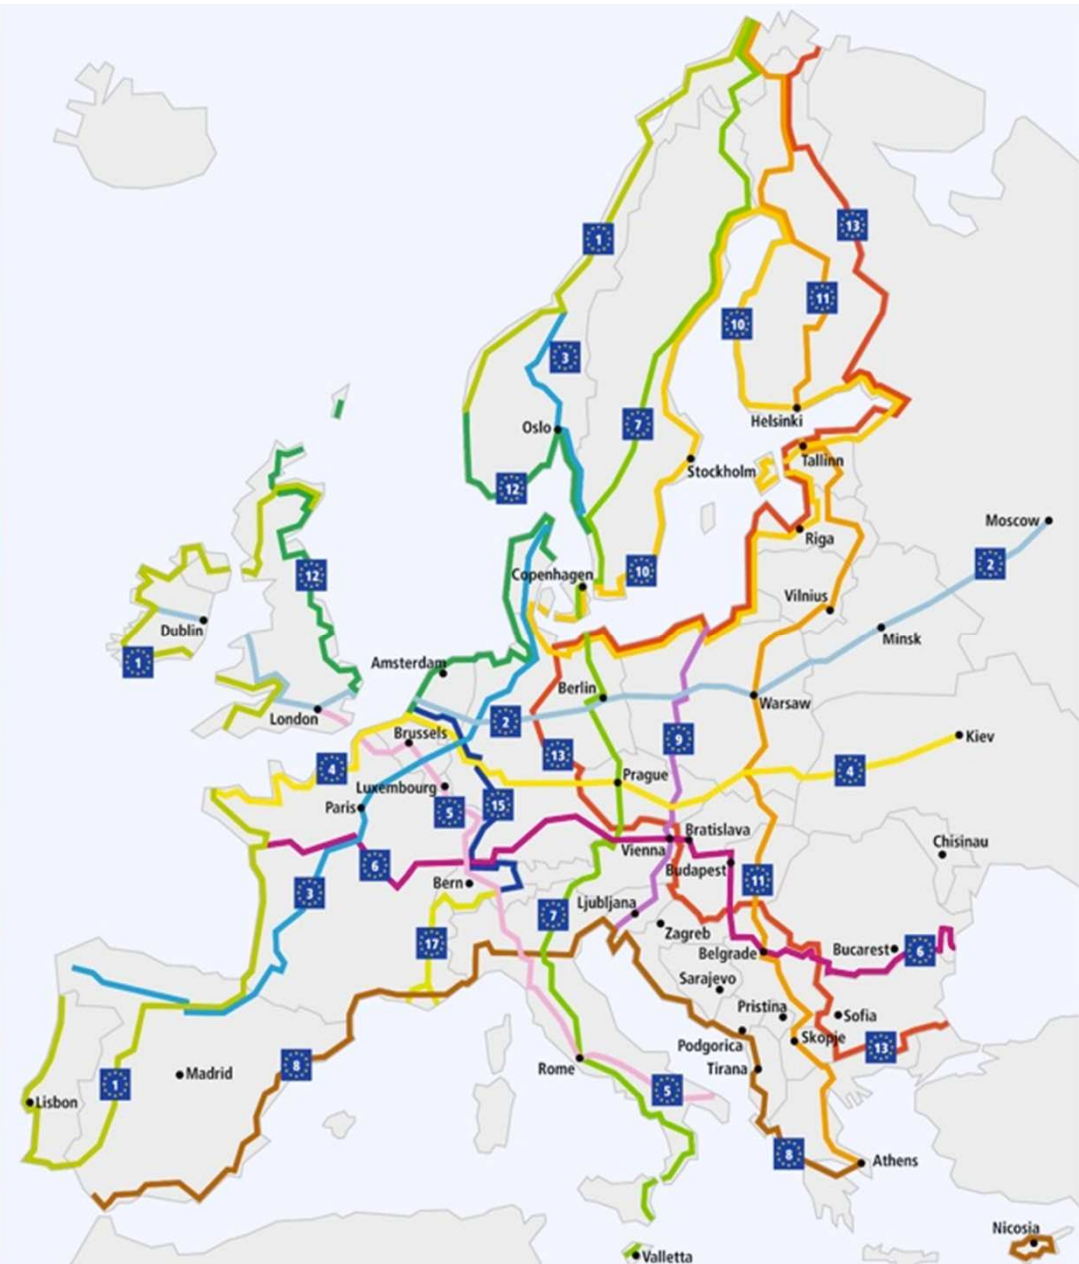 13
1
11
10
3
Helsinki
7
Oslo
Tallinn
Stockholm
12
Moscow
Riga
2
10
Copenhagen
12
Vilnius
Dublin
Minsk
1
Amsterdam
Berlin
Warsaw
London
2
Brussels
Kiev
9
13
4
4
Prague
Luxembourg
Paris
15
5
Bratislava
Chisinau
Vienna
6
Budapest
Bern
11
3
Ljubljana
7
Zagreb
17
Belgrade
Bucarest
6
Sarajevo
Pristina
Sofia
Skopje
Podgorica
13
8
Rome
Tirana
Madrid
1
5
Lisbon
8
Athens
Nicosia
Valletta